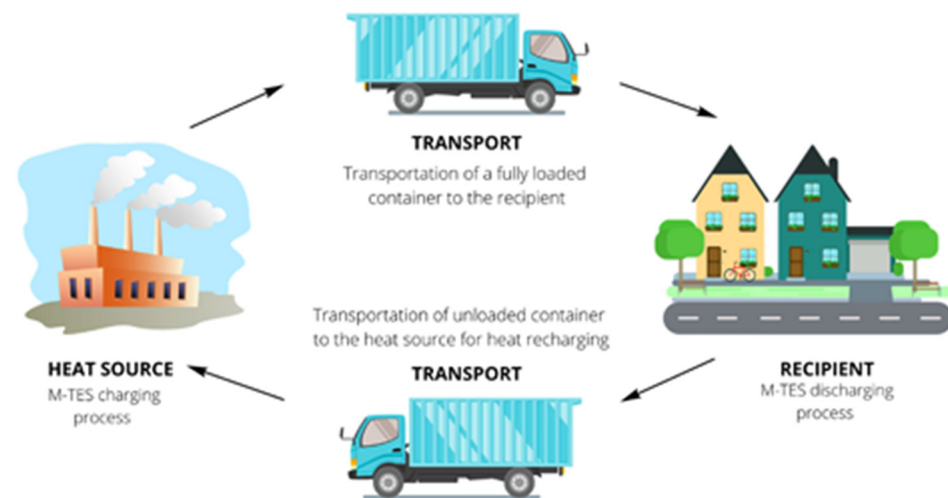 TRANSPORT
Transportation of a fully loaded
container to the recipient
Transportation of unloaded container
to the heat source for heat recharging
TRANSPORT
HEAT SOURCE
M-TES charging
process
RECIPIENT
M-TES discharging
process